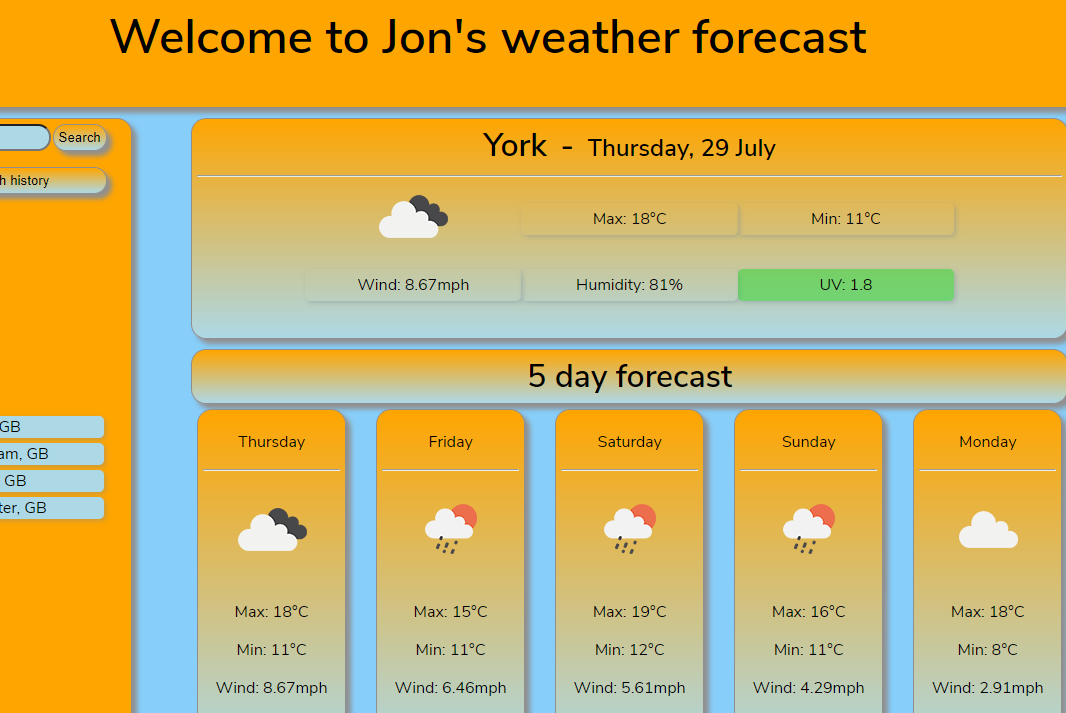 Welcome to Jon's weather forecast
Search
h history
GB
am, GB
GB
ter, GB
York - Thursday, 29 July
Max: 18°C
Min: 11°C
Wind: 8.67mph
Humidity: 81%
UV: 1.8
5 day forecast
Thursday
Max: 18°C
Min: 11°C
Wind: 8.67mph
Friday
Max: 15°C
Min: 11°C
Wind: 6.46mph
Saturday
Max: 19°C
Min: 12°C
Wind: 5.61mph
Sunday
Max: 16°C
Min: 11°C
Wind: 4.29mph
Monday
Max: 18°C
Min: 8°C
Wind: 2.91mph